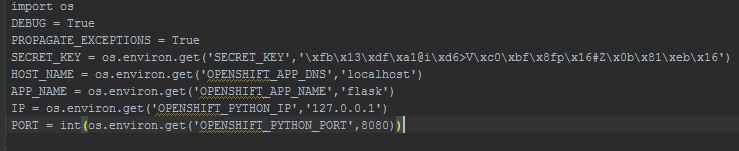 import os
DEBUG = True
PROPAGATE_EXCEPTIONS = True
SECRET_KEY = os.environ.get('SECRET_KEY','\xfb\x13\xdf\xa1@i\xd6>V\xc0\xbf\x8fp\x16#Z\x0b\x81\xeb\x16')
HOST_NAME = os.environ.get('OPENSHIFT_APP_DNS','localhost')
APP_NAME = os.environ.get('OPENSHIFT_APP_NAME','flask')
IP = os.environ.get('OPENSHIFT_PYTHON_IP','127.0.0.1')
PORT = int(os.environ.get('OPENSHIFT_PYTHON_PORT',8080))